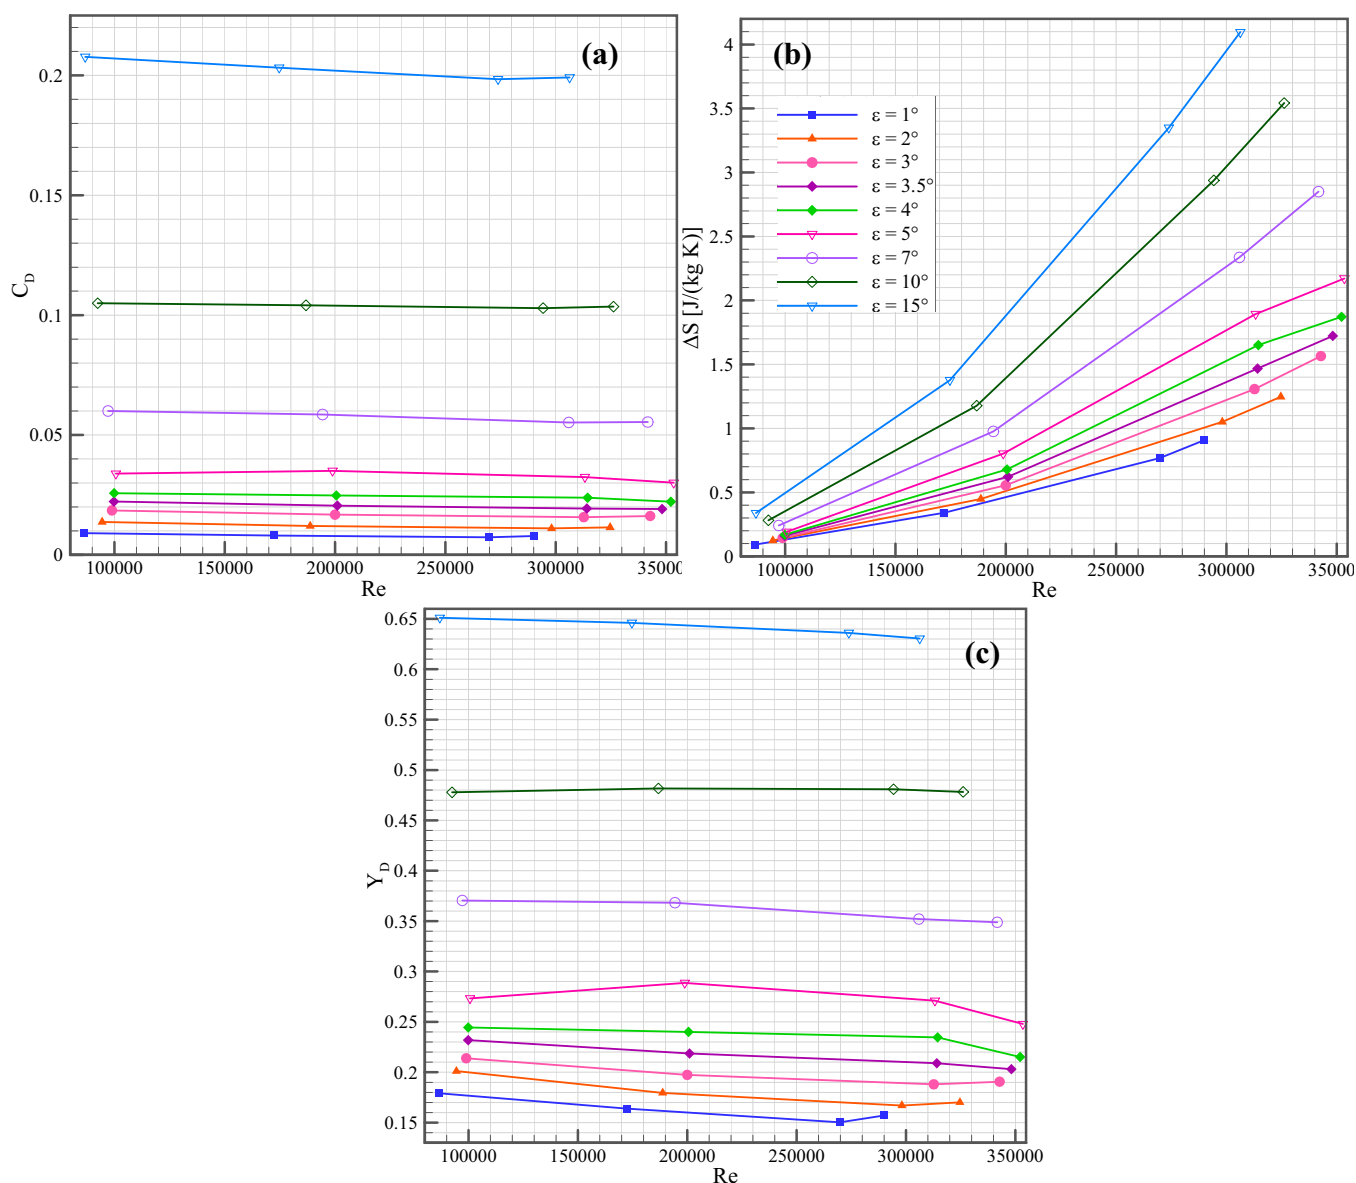 (a)
0.2
0.15
0.1
0.05
0
C_D
100000 150000 200000 250000 300000 35000
Re
(b)
4
3.5
3
2.5
2
1.5
1
0.5
0
ΔS [J/(kg K)]
ε = 1°
ε = 2°
ε = 3°
ε = 3.5°
ε = 4°
ε = 5°
ε = 7°
ε = 10°
ε = 15°
100000 150000 200000 250000 300000 35000
Re
(c)
0.65
0.6
0.55
0.5
0.45
0.4
0.35
0.3
0.25
0.2
0.15
Y_D
100000 150000 200000 250000 300000 350000
Re